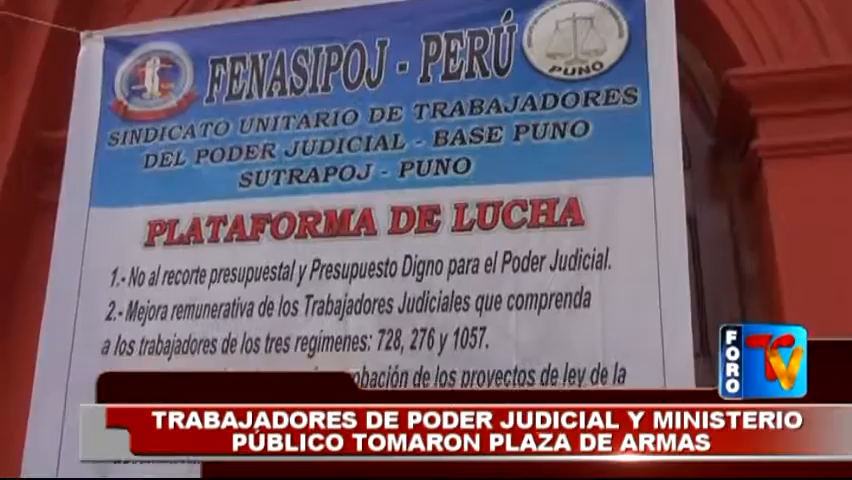 FENASIPOJ - PERÚ
PUNO
SINDICATO UNITARIO DE TRABAJADORES
DEL PODER JUDICIAL - BASE PUNO
SUTRAPOJ - PUNO
PLATAFORMA DE LUCHA
1.- No al recorte presupuestal y Presupuesto Digno para el Poder Judicial.
2.- Mejora remunerativa de los Trabajadores Judiciales que comprenda
a los trabajadores de los tres regímenes: 728, 276 y 1057.
de los proyectos de ley de la
FORO TV
TRABAJADORES DE PODER JUDICIAL Y MINISTERIO
PÚBLICO TOMARON PLAZA DE ARMAS